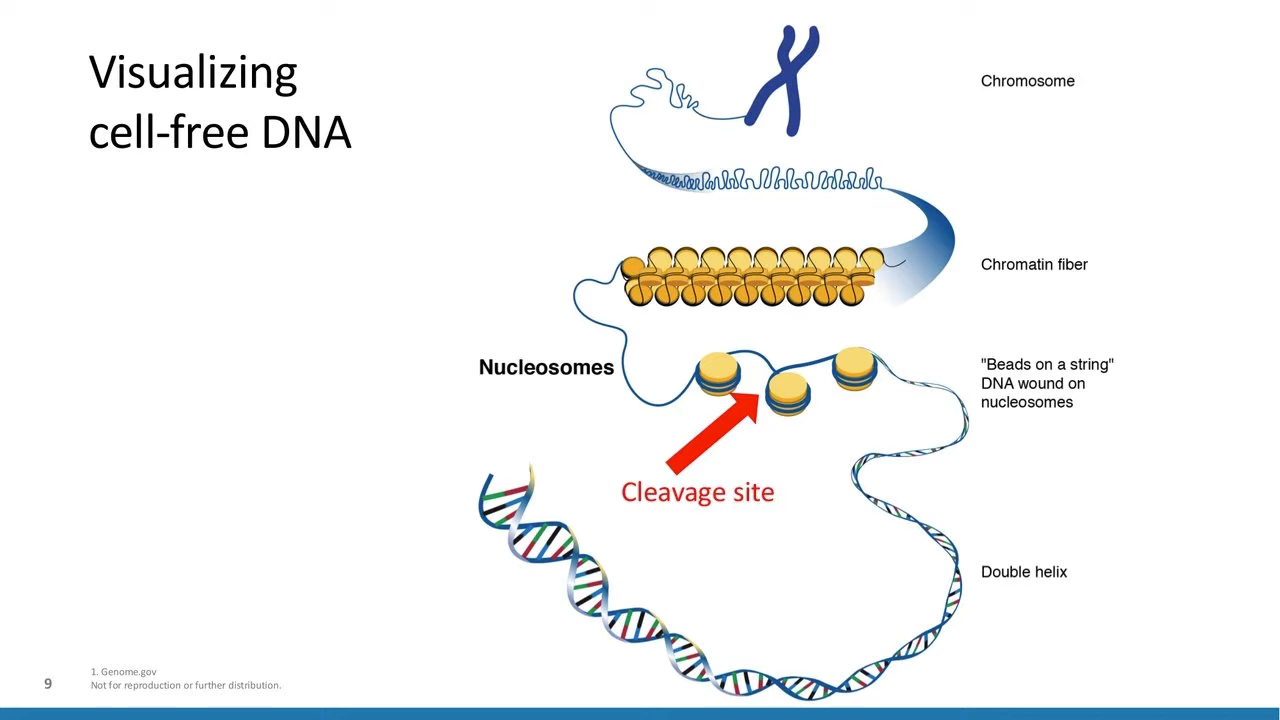 Visualizing
cell-free DNA
Chromosome
Chromatin fiber
Nucleosomes
"Beads on a string"
DNA wound on
nucleosomes
Cleavage site
Double helix
1. Genome.gov
9
Not for reproduction or further distribution.